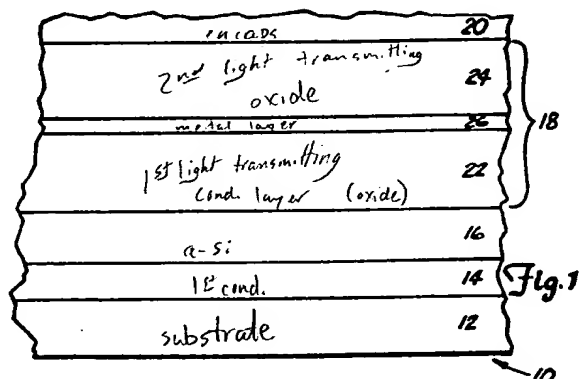 encaps 20
2nd light transmitting 24
oxide
18
metal layer 26
1st light transmitting 22
cond. layer (oxide)
16
a-si
1st cond. 14 Fig.1
substrate 12
10